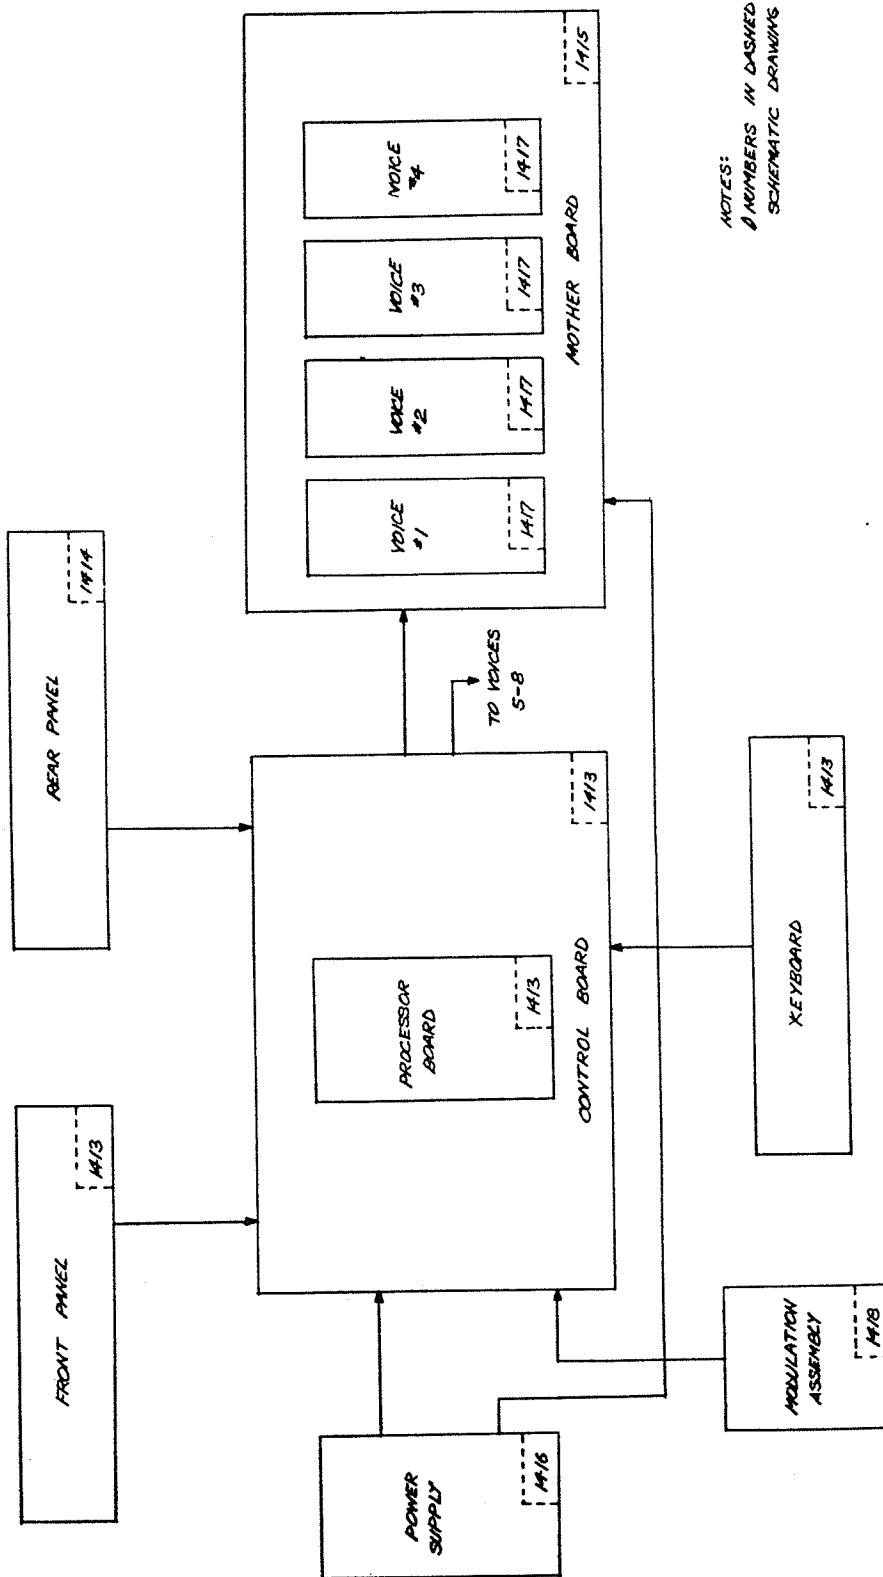 FRONT PANEL
1413
REAR PANEL
1414
POWER
SUPPLY
1416
PROCESSOR
BOARD
1413
CONTROL BOARD
1413
TO VOICES
5-8
VOICE
#1
1417
VOICE
#2
1417
VOICE
#3
1417
VOICE
#4
1417
MOTHER BOARD
1415
MODULATION
ASSEMBLY
1418
KEYBOARD
1413
NOTES:
1) NUMBERS IN DASHED
SCHEMATIC DRAWING